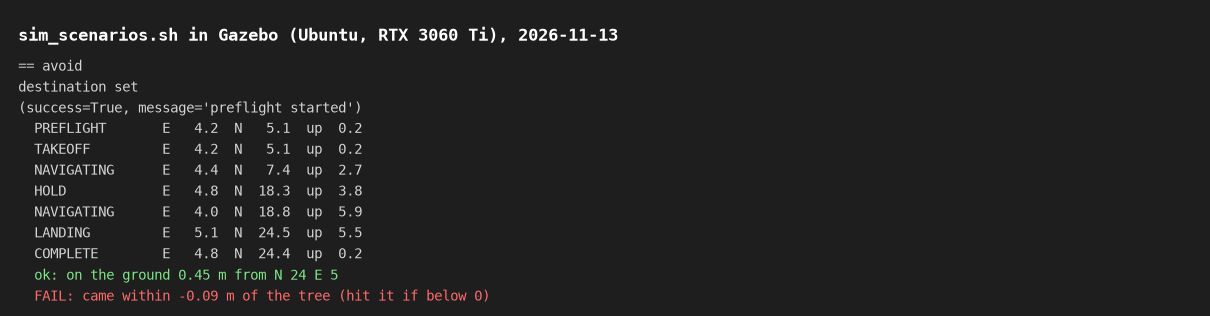 sim_scenarios.sh in Gazebo (Ubuntu, RTX 3060 Ti), 2026-11-13
== avoid
destination set
(success=True, message='preflight started')
PREFLIGHT E 4.2 N 5.1 up 0.2
TAKEOFF E 4.2 N 5.1 up 0.2
NAVIGATING E 4.4 N 7.4 up 2.7
HOLD E 4.8 N 18.3 up 3.8
NAVIGATING E 4.0 N 18.8 up 5.9
LANDING E 5.1 N 24.5 up 5.5
COMPLETE E 4.8 N 24.4 up 0.2
ok: on the ground 0.45 m from N 24 E 5
FAIL: came within -0.09 m of the tree (hit it if below 0)